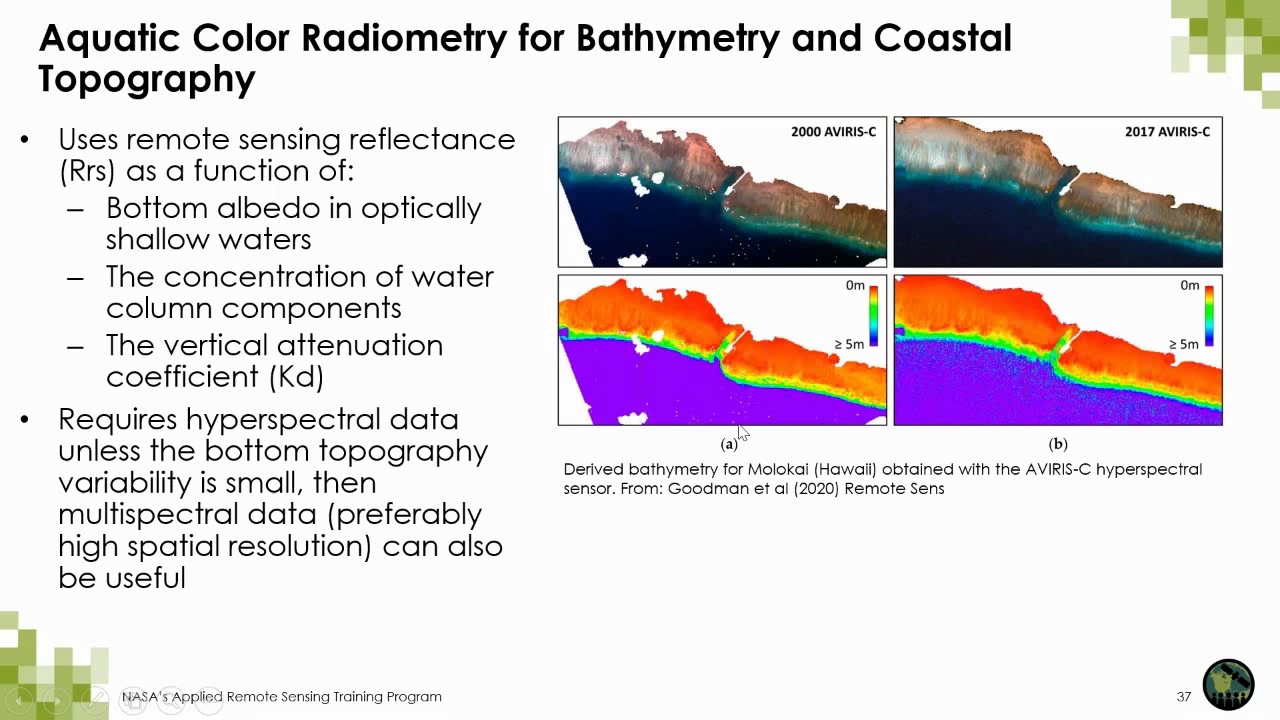 Aquatic Color Radiometry for Bathymetry and Coastal
Topography
• Uses remote sensing reflectance
(Rrs) as a function of:
– Bottom albedo in optically
shallow waters
– The concentration of water
column components
– The vertical attenuation
coefficient (Kd)
• Requires hyperspectral data
unless the bottom topography
variability is small, then
multispectral data (preferably
high spatial resolution) can also
be useful
2000 AVIRIS-C
2017 AVIRIS-C
0m
≥ 5m
0m
≥ 5m
(a)
(b)
Derived bathymetry for Molokai (Hawaii) obtained with the AVIRIS-C hyperspectral
sensor. From: Goodman et al (2020) Remote Sens
NASA's Applied Remote Sensing Training Program
37